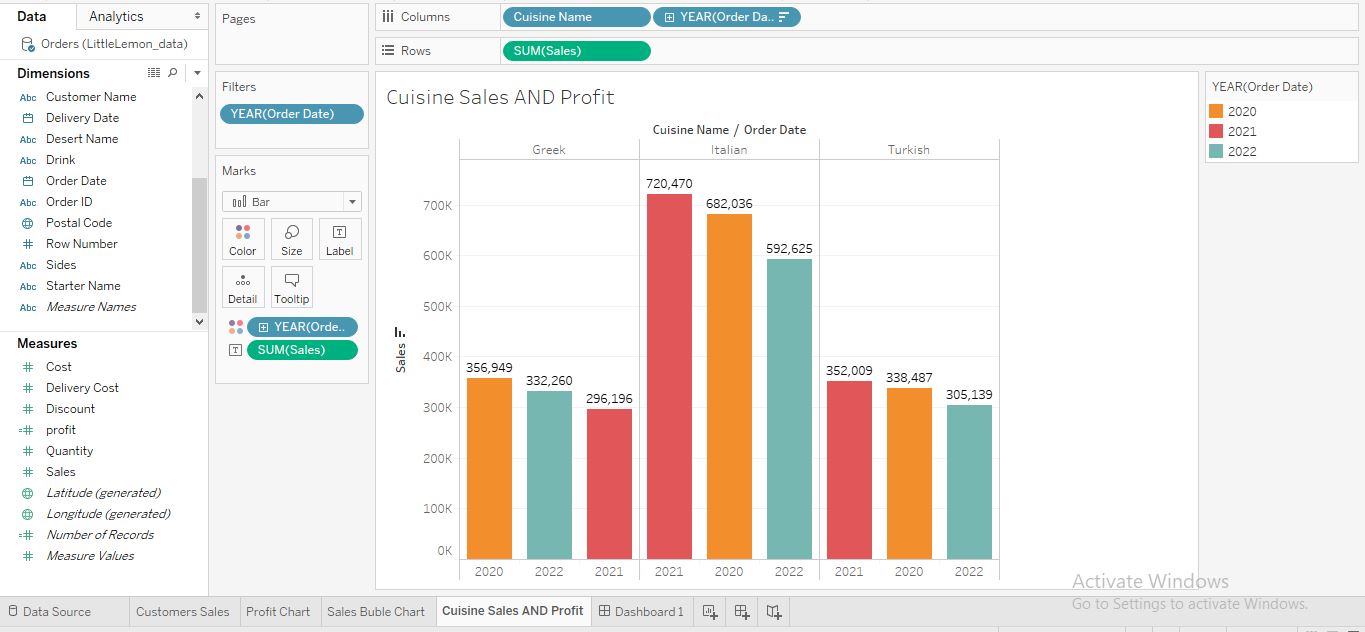 Data
Analytics
Orders (LittleLemon_data)
Dimensions
Abc Customer Name
Delivery Date
Abc Desert Name
Abc Drink
Order Date
Abc Order ID
Postal Code
Row Number
Abc Sides
Abc Starter Name
Abc Measure Names
Measures
Cost
Delivery Cost
Discount
profit
Quantity
Sales
Latitude (generated)
Longitude (generated)
Number of Records
Measure Values
Pages
Filters
YEAR(Order Date)
Marks
Bar
Color Size Label
Detail Tooltip
YEAR(Orde..
SUM(Sales)
Columns Cuisine Name YEAR(Order Da..
Rows SUM(Sales)
Cuisine Sales AND Profit
Cuisine Name / Order Date
Greek Italian Turkish
Sales
700K
600K
500K
400K
300K
200K
100K
0K
356,949 332,260 296,196 720,470 682,036 592,625 352,009 338,487 305,139
2020 2022 2021 2021 2020 2022 2021 2020 2022
YEAR(Order Date)
2020
2021
2022
Activate Windows
Go to Settings to activate Windows.
Data Source Customers Sales Profit Chart Sales Buble Chart Cuisine Sales AND Profit Dashboard 1